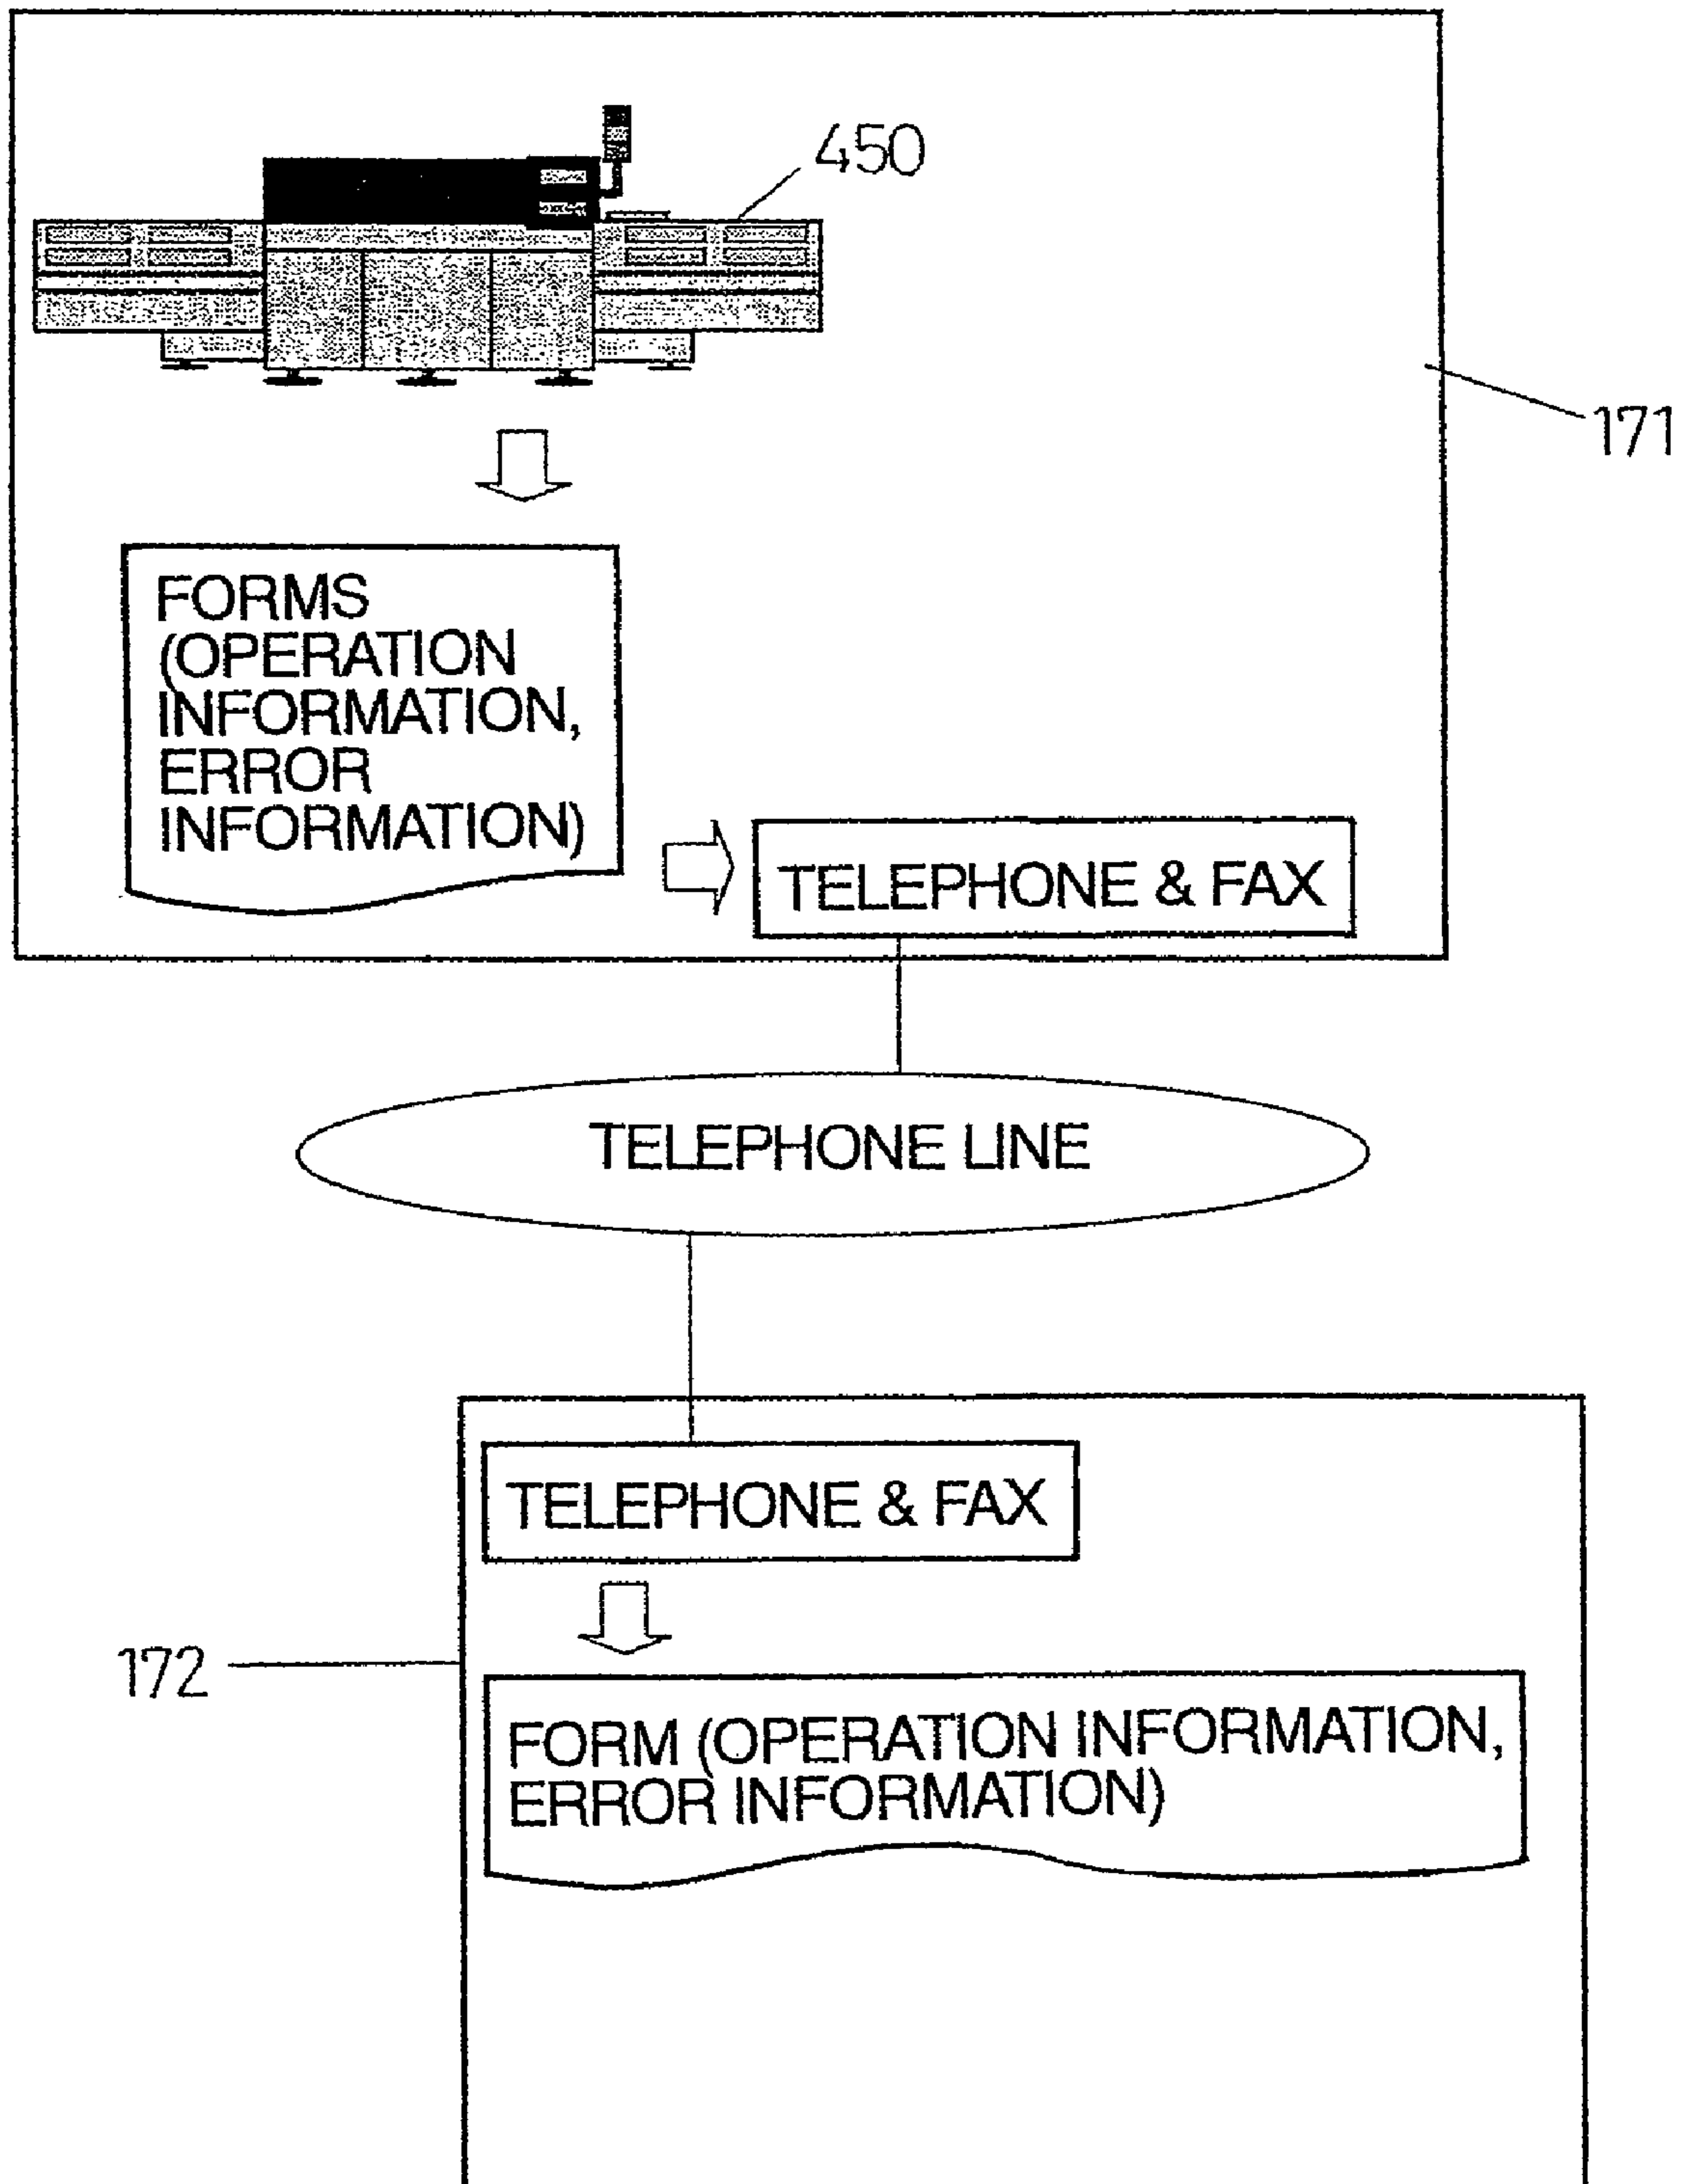 450
171
FORMS
(OPERATION
INFORMATION,
ERROR
INFORMATION)
TELEPHONE & FAX
TELEPHONE LINE
TELEPHONE & FAX
172
FORM (OPERATION INFORMATION,
ERROR INFORMATION)